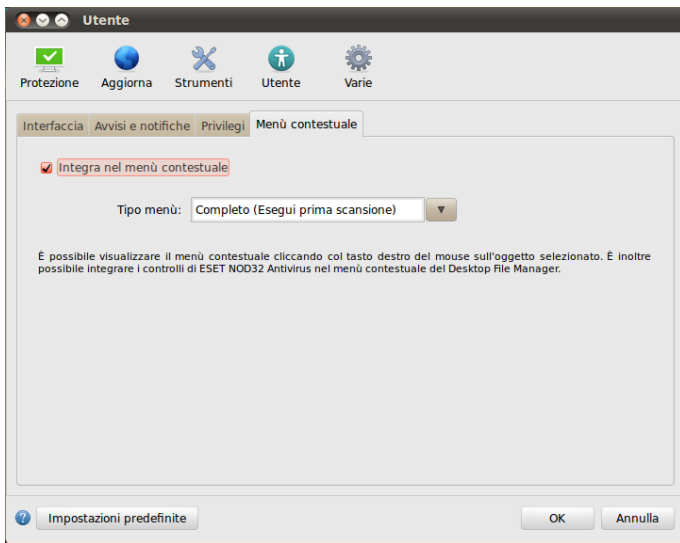 Utente
Protezione Aggiorna Strumenti Utente Varie
Interfaccia Avvisi e notifiche Privilegi Menù contestuale
Integra nel menù contestuale
Tipo menù: Completo (Esegui prima scansione)
È possibile visualizzare il menù contestuale cliccando col tasto destro del mouse sull'oggetto selezionato. È inoltre
possibile integrare i controlli di ESET NOD32 Antivirus nel menù contestuale del Desktop File Manager.
? Impostazioni predefinite OK Annulla